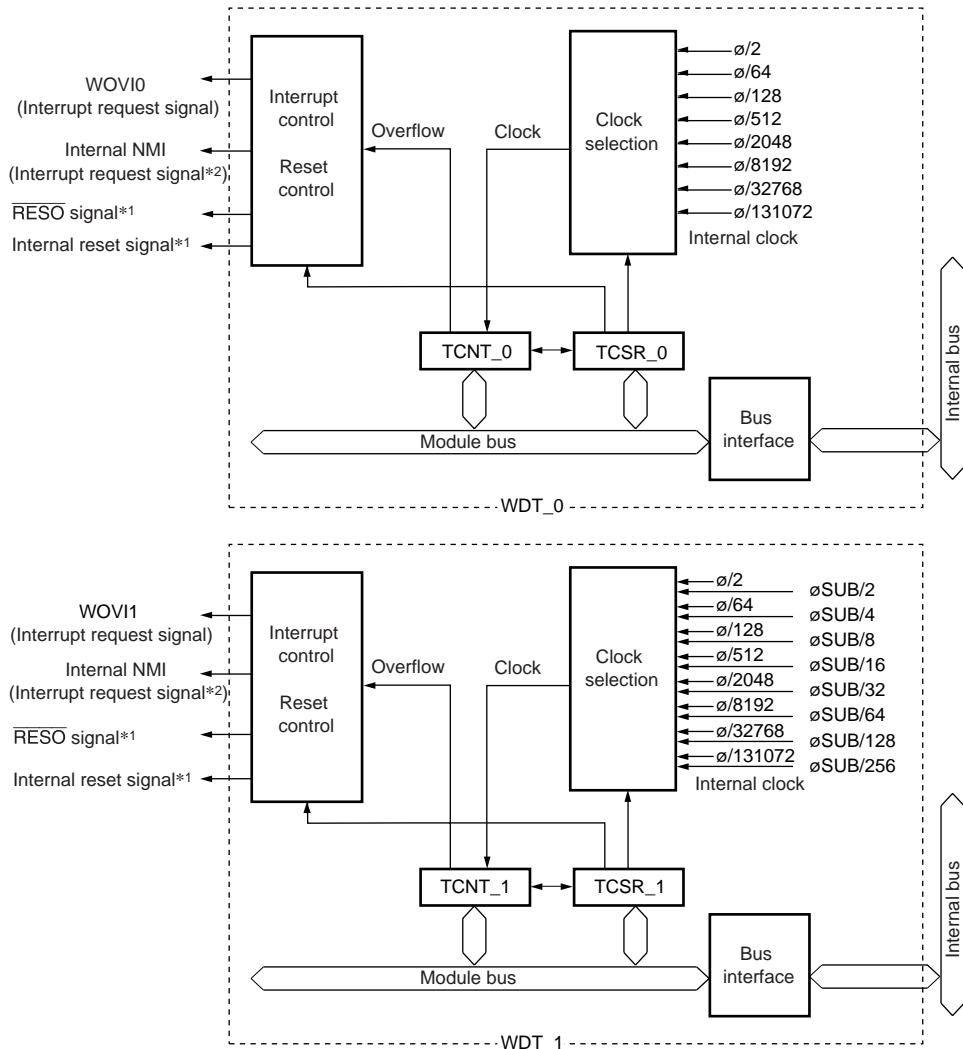 WOVI0
(Interrupt request signal)
Internal NMI
(Interrupt request signal*2)
RESO signal*1
Internal reset signal*1
Interrupt
control
Reset
control
Overflow
Clock
Clock
selection
ø/2
ø/64
ø/128
ø/512
ø/2048
ø/8192
ø/32768
ø/131072
Internal clock
TCNT_0
TCSR_0
Module bus
Bus
interface
Internal bus
WDT_0
WOVI1
(Interrupt request signal)
Internal NMI
(Interrupt request signal*2)
RESO signal*1
Internal reset signal*1
Interrupt
control
Reset
control
Overflow
Clock
Clock
selection
ø/2
øSUB/2
ø/64
øSUB/4
ø/128
øSUB/8
ø/512
øSUB/16
ø/2048
øSUB/32
ø/8192
øSUB/64
ø/32768
øSUB/128
ø/131072
øSUB/256
Internal clock
TCNT_1
TCSR_1
Module bus
Bus
interface
Internal bus
WDT_1